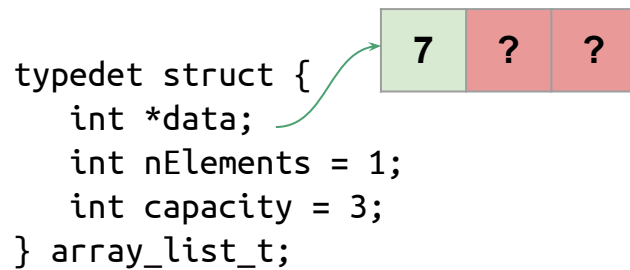 7 ? ?
typedet struct {
int *data;
int nElements = 1;
int capacity = 3;
} array_list_t;